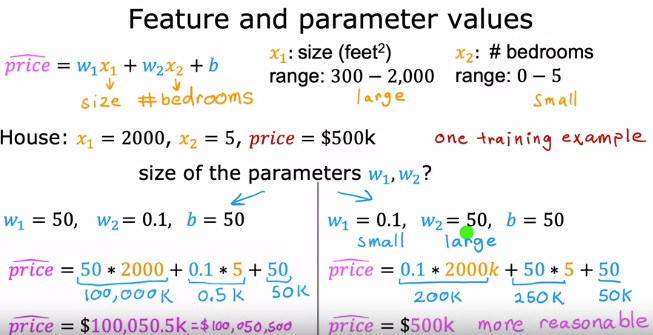 Feature and parameter values
price = w₁x₁ + w₂x₂ + b
size #bedrooms
x₁: size (feet²)
range: 300 − 2,000
large
x₂: # bedrooms
range: 0 − 5
small
House: x₁ = 2000, x₂ = 5, price = $500k
one training example
size of the parameters w₁, w₂?
w₁ = 50, w₂ = 0.1, b = 50
price = 50 * 2000 + 0.1 * 5 + 50
100,000K 0.5K 50K
price = $100,050.5k = $100,050,500
w₁ = 0.1, w₂ = 50, b = 50
small large
price = 0.1 * 2000k + 50 * 5 + 50
200K 250K 50K
price = $500k more reasonable